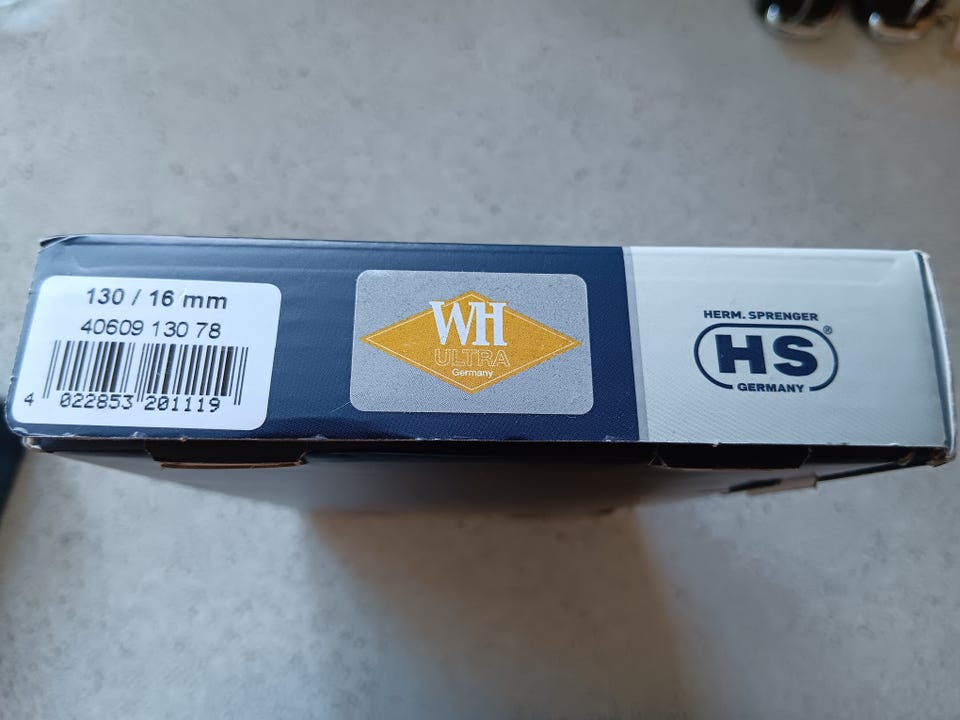 130 / 16 mm
40609 130 78
4 022853 201119
WH
ULTRA
Germany
HERM. SPRENGER
HS®
GERMANY